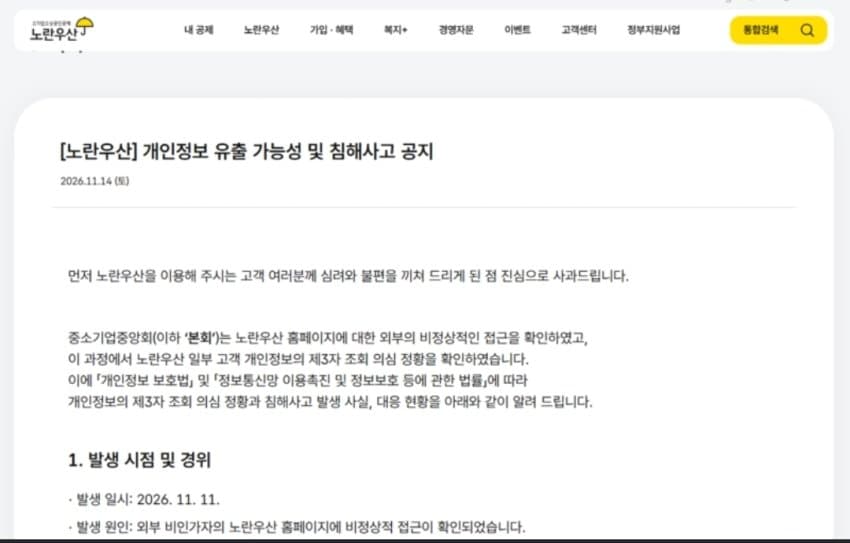 소기업소상공인공제
노란우산
내 공제 노란우산 가입 · 혜택 복지+ 경영자문 이벤트 고객센터 정부지원사업 통합검색
[노란우산] 개인정보 유출 가능성 및 침해사고 공지
2026.11.14 (토)
먼저 노란우산을 이용해 주시는 고객 여러분께 심려와 불편을 끼쳐 드리게 된 점 진심으로 사과드립니다.
중소기업중앙회(이하 ‘본회’)는 노란우산 홈페이지에 대한 외부의 비정상적인 접근을 확인하였고,
이 과정에서 노란우산 일부 고객 개인정보의 제3자 조회 의심 정황을 확인하였습니다.
이에 「개인정보 보호법」 및 「정보통신망 이용촉진 및 정보보호 등에 관한 법률」에 따라
개인정보의 제3자 조회 의심 정황과 침해사고 발생 사실, 대응 현황을 아래와 같이 알려 드립니다.
1. 발생 시점 및 경위
· 발생 일시: 2026. 11. 11.
· 발생 원인: 외부 비인가자의 노란우산 홈페이지에 비정상적 접근이 확인되었습니다.